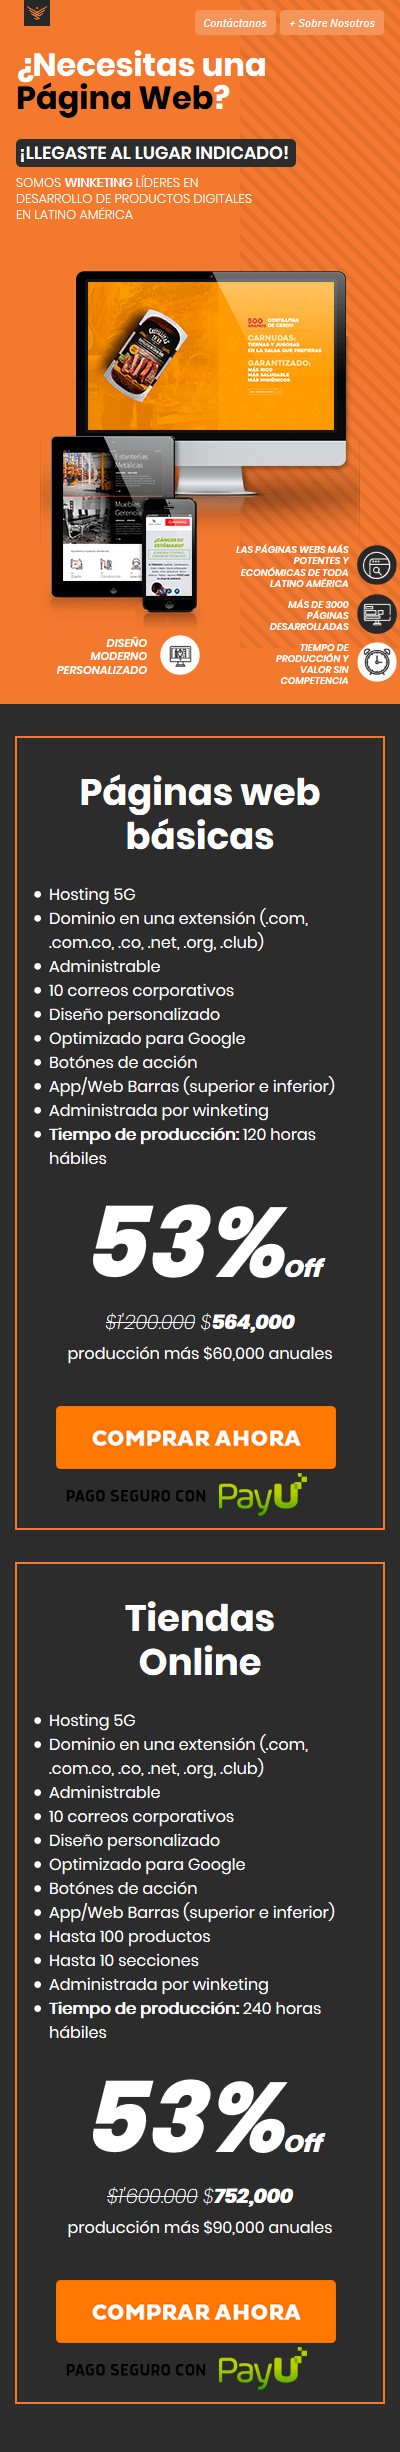 Contáctanos
+ Sobre Nosotros
¿Necesitas una
Página Web?
¡LLEGASTE AL LUGAR INDICADO!
SOMOS WINKETING LÍDERES EN
DESARROLLO DE PRODUCTOS DIGITALES
EN LATINO AMÉRICA
500 COSTILLITAS
GRAMOS DE CERDO
CARNUDAS:
TIERNAS Y JUGOSAS
EN LA SALSA QUE PREFIERAS
GARANTIZADO:
MÁS RICO
MÁS SALUDABLE
MÁS HIGIÉNICOS
Estanterías
Metálicas
Muebles
Gerencia
¿CÁNCER DE
ESTÓMAGO?
LAS PÁGINAS WEBS MÁS
POTENTES Y
ECONÓMICAS DE TODA
LATINO AMÉRICA
MÁS DE 3000
PÁGINAS
DESARROLLADAS
DISEÑO
MODERNO
PERSONALIZADO
TIEMPO DE
PRODUCCIÓN Y
VALOR SIN
COMPETENCIA
Páginas web
básicas
Hosting 5G
Dominio en una extensión (.com,
.com.co, .co, .net, .org, .club)
Administrable
10 correos corporativos
Diseño personalizado
Optimizado para Google
Botónes de acción
App/Web Barras (superior e inferior)
Administrada por winketing
Tiempo de producción: 120 horas
hábiles
53% Off
$1'200.000 $564,000
producción más $60,000 anuales
COMPRAR AHORA
PAGO SEGURO CON PayU
Tiendas
Online
Hosting 5G
Dominio en una extensión (.com,
.com.co, .co, .net, .org, .club)
Administrable
10 correos corporativos
Diseño personalizado
Optimizado para Google
Botónes de acción
App/Web Barras (superior e inferior)
Hasta 100 productos
Hasta 10 secciones
Administrada por winketing
Tiempo de producción: 240 horas
hábiles
53% Off
$1'600.000 $752,000
producción más $90,000 anuales
COMPRAR AHORA
PAGO SEGURO CON PayU